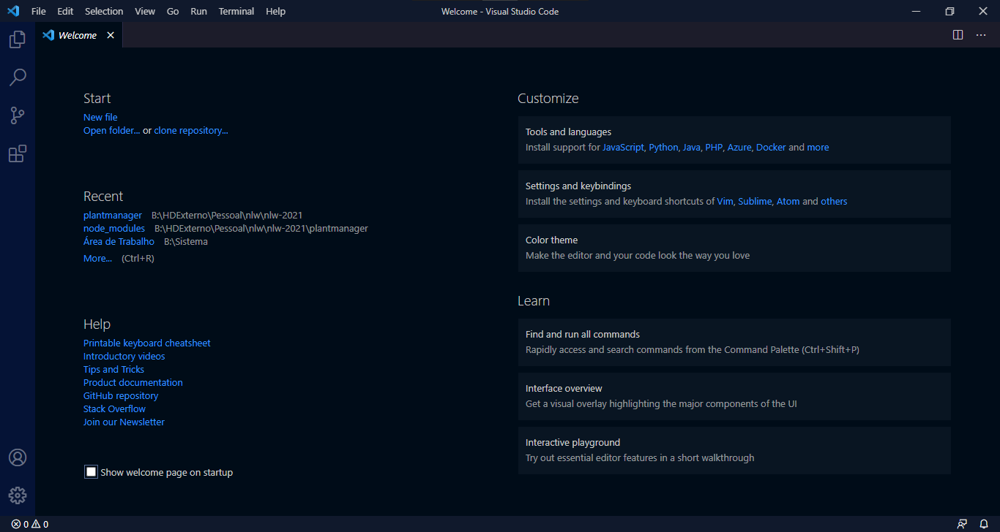 File Edit Selection View Go Run Terminal Help Welcome - Visual Studio Code
Welcome
Start
New file
Open folder... or clone repository...
Recent
plantmanager B:\HDExterno\Pessoal\nlw\nlw-2021
node_modules B:\HDExterno\Pessoal\nlw\nlw-2021\plantmanager
Área de Trabalho B:\Sistema
More... (Ctrl+R)
Help
Printable keyboard cheatsheet
Introductory videos
Tips and Tricks
Product documentation
GitHub repository
Stack Overflow
Join our Newsletter
Show welcome page on startup
Customize
Tools and languages
Install support for JavaScript, Python, Java, PHP, Azure, Docker and more
Settings and keybindings
Install the settings and keyboard shortcuts of Vim, Sublime, Atom and others
Color theme
Make the editor and your code look the way you love
Learn
Find and run all commands
Rapidly access and search commands from the Command Palette (Ctrl+Shift+P)
Interface overview
Get a visual overlay highlighting the major components of the UI
Interactive playground
Try out essential editor features in a short walkthrough
0 0